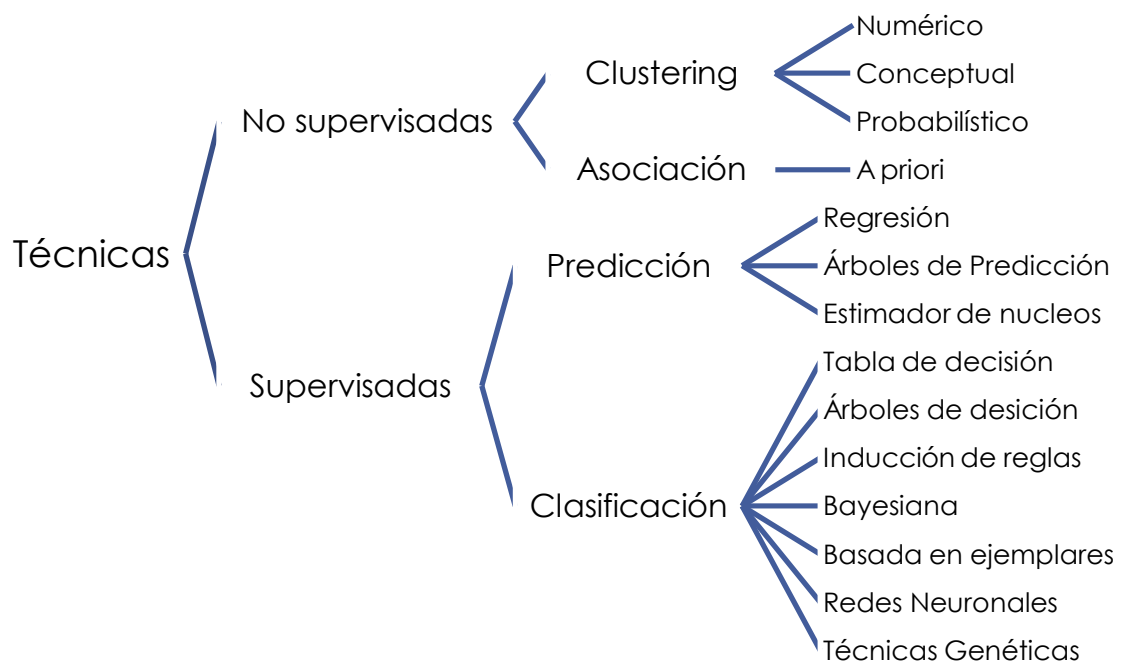 Técnicas
No supervisadas
Clustering
Numérico
Conceptual
Probabilístico
Asociación
A priori
Supervisadas
Predicción
Regresión
Árboles de Predicción
Estimador de nucleos
Clasificación
Tabla de decisión
Árboles de desición
Inducción de reglas
Bayesiana
Basada en ejemplares
Redes Neuronales
Técnicas Genéticas